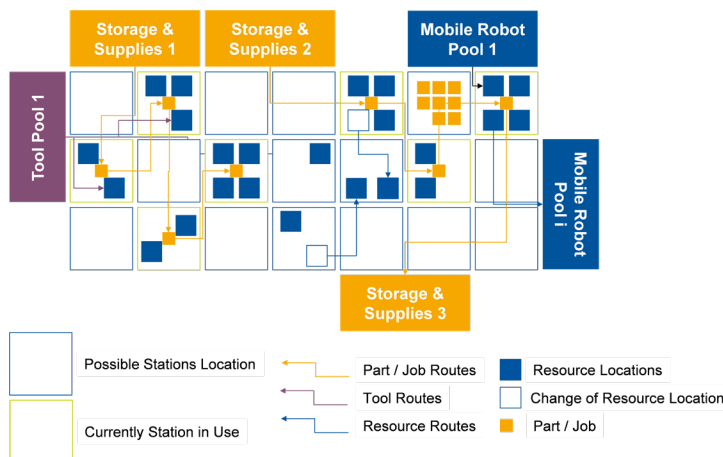 Storage &
Supplies 1
Storage &
Supplies 2
Mobile Robot
Pool 1
Tool Pool 1
Mobile Robot
Pool i
Storage &
Supplies 3
Possible Stations Location
Currently Station in Use
Part / Job Routes
Tool Routes
Resource Routes
Resource Locations
Change of Resource Location
Part / Job